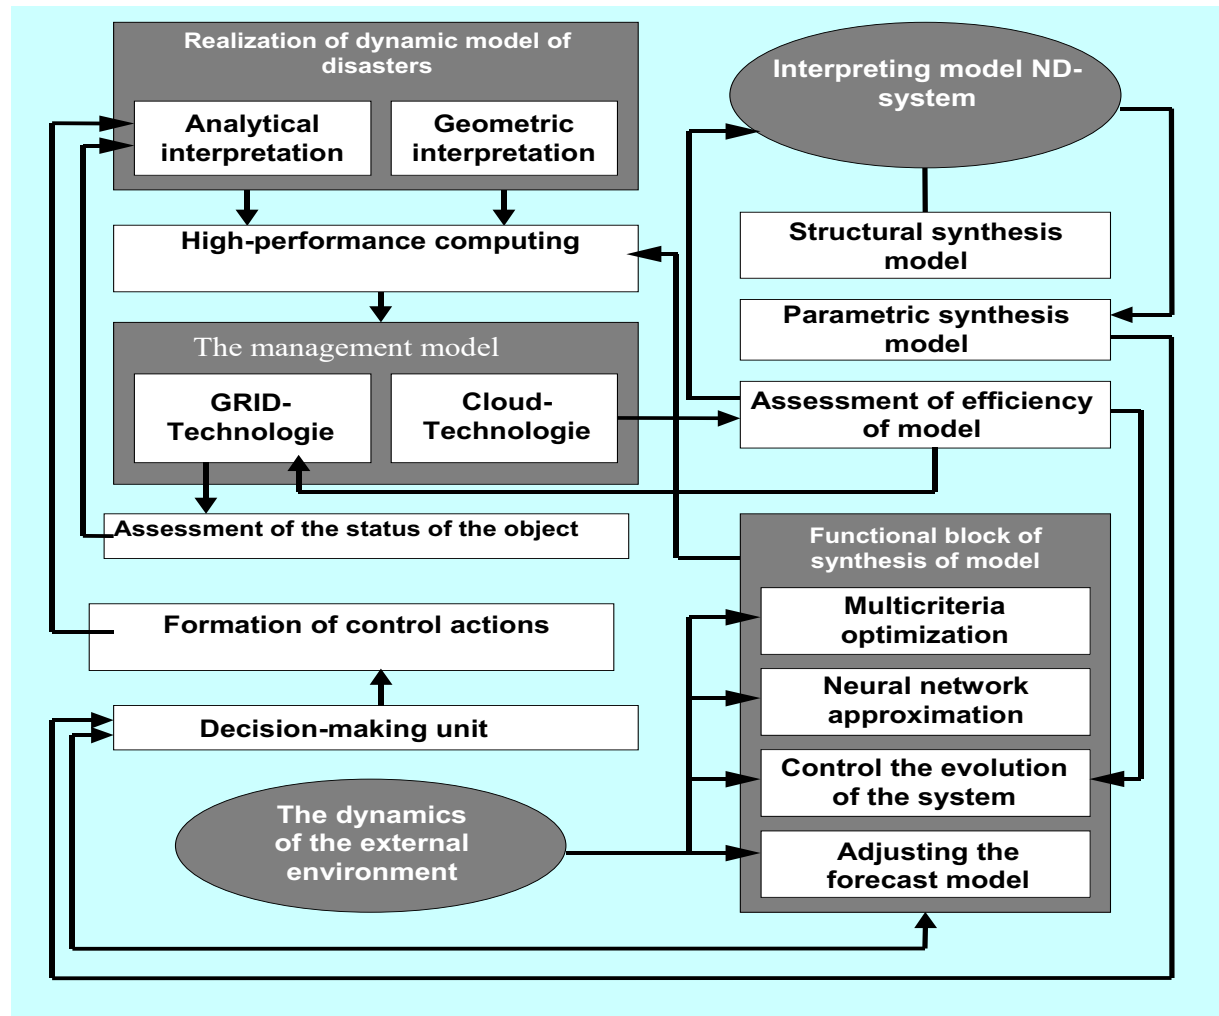 Realization of dynamic model of
disasters
Analytical
interpretation
Geometric
interpretation
High-performance computing
The management model
GRID-
Technologie
Cloud-
Technologie
Assessment of the status of the object
Formation of control actions
Decision-making unit
The dynamics
of the external
environment
Interpreting model ND-
system
Structural synthesis
model
Parametric synthesis
model
Assessment of efficiency
of model
Functional block of
synthesis of model
Multicriteria
optimization
Neural network
approximation
Control the evolution
of the system
Adjusting the
forecast model